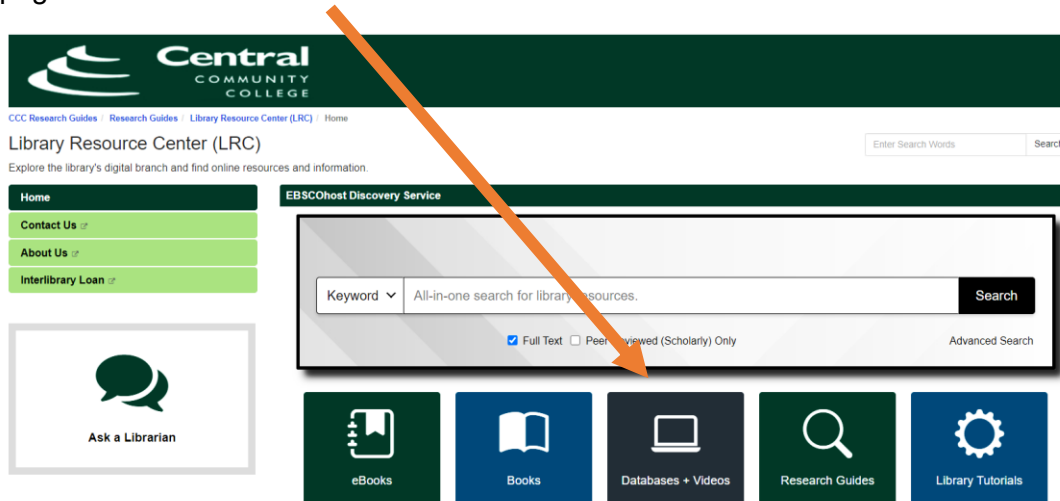 Central
COMMUNITY
COLLEGE
CCC Research Guides / Research Guides / Library Resource Center (LRC) / Home
Library Resource Center (LRC)
Enter Search Words
Search
Explore the library's digital branch and find online resources and information.
Home
EBSCOhost Discovery Service
Contact Us
About Us
Interlibrary Loan
Keyword
All-in-one search for library resources.
Search
Full Text
Peer Reviewed (Scholarly) Only
Advanced Search
Ask a Librarian
eBooks
Books
Databases + Videos
Research Guides
Library Tutorials